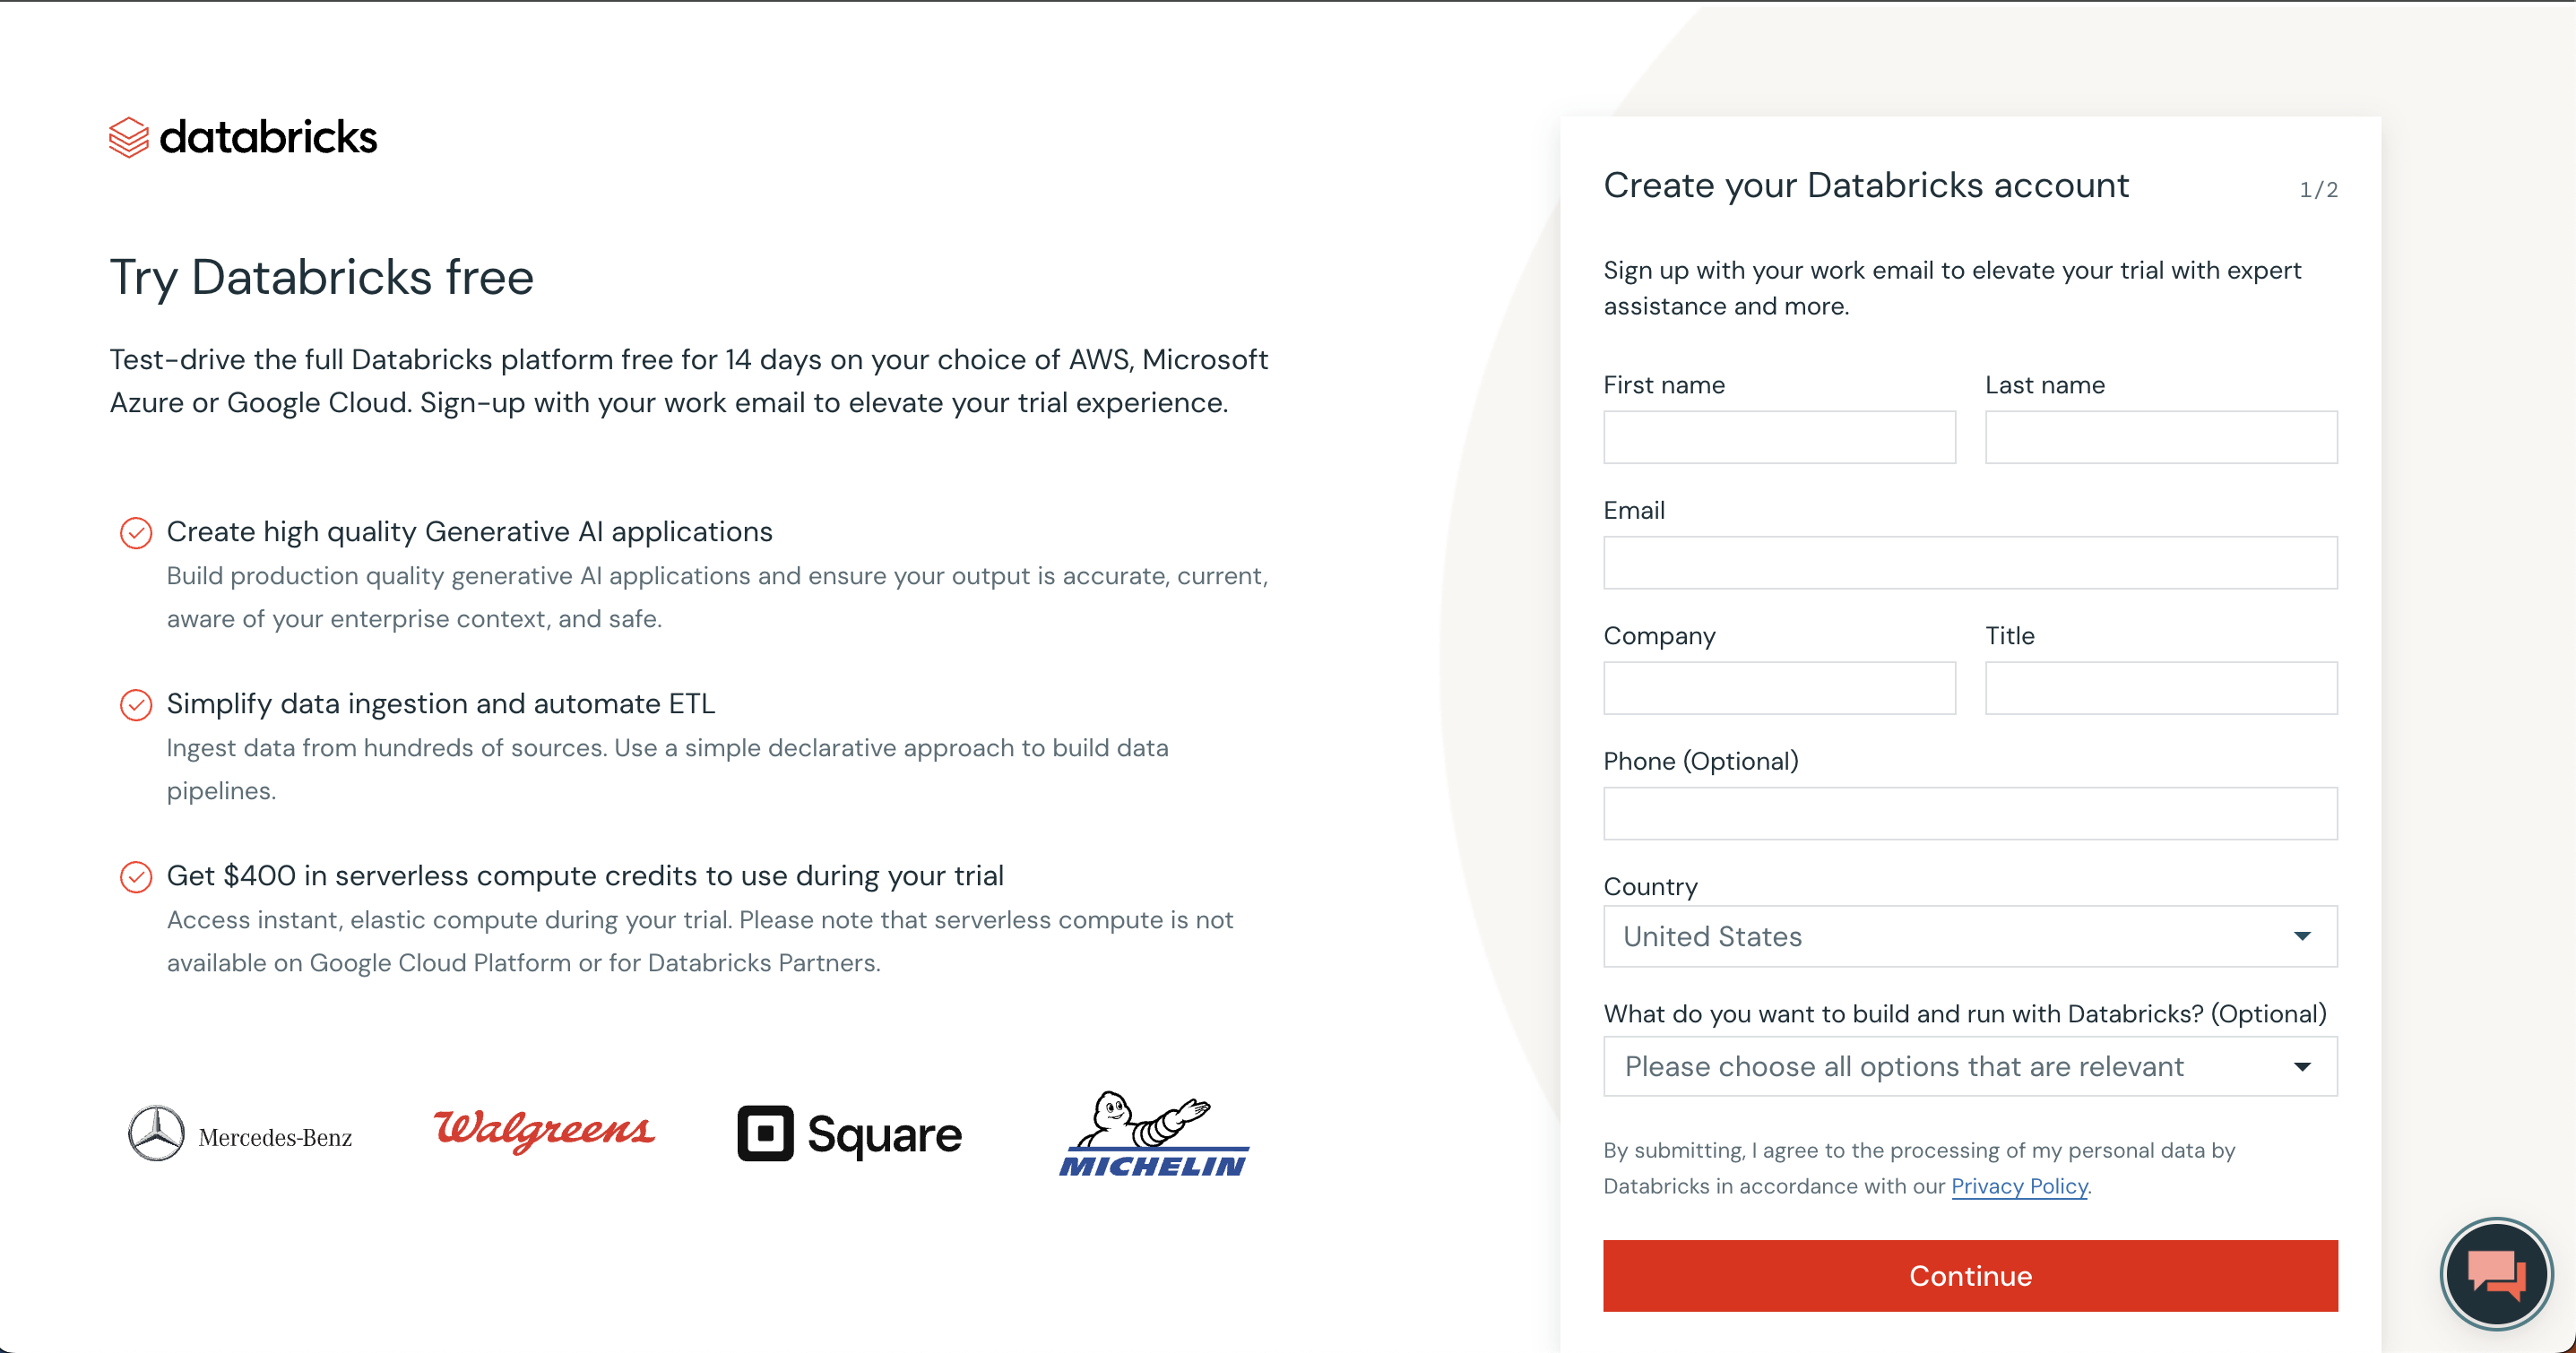 databricks
Try Databricks free
Test-drive the full Databricks platform free for 14 days on your choice of AWS, Microsoft
Azure or Google Cloud. Sign-up with your work email to elevate your trial experience.
Create high quality Generative AI applications
Build production quality generative AI applications and ensure your output is accurate, current,
aware of your enterprise context, and safe.
Simplify data ingestion and automate ETL
Ingest data from hundreds of sources. Use a simple declarative approach to build data
pipelines.
Get $400 in serverless compute credits to use during your trial
Access instant, elastic compute during your trial. Please note that serverless compute is not
available on Google Cloud Platform or for Databricks Partners.
Mercedes-Benz
Walgreens
Square
MICHELIN
Create your Databricks account 1/2
Sign up with your work email to elevate your trial with expert
assistance and more.
First name Last name
Email
Company Title
Phone (Optional)
Country
United States
What do you want to build and run with Databricks? (Optional)
Please choose all options that are relevant
By submitting, I agree to the processing of my personal data by
Databricks in accordance with our Privacy Policy.
Continue